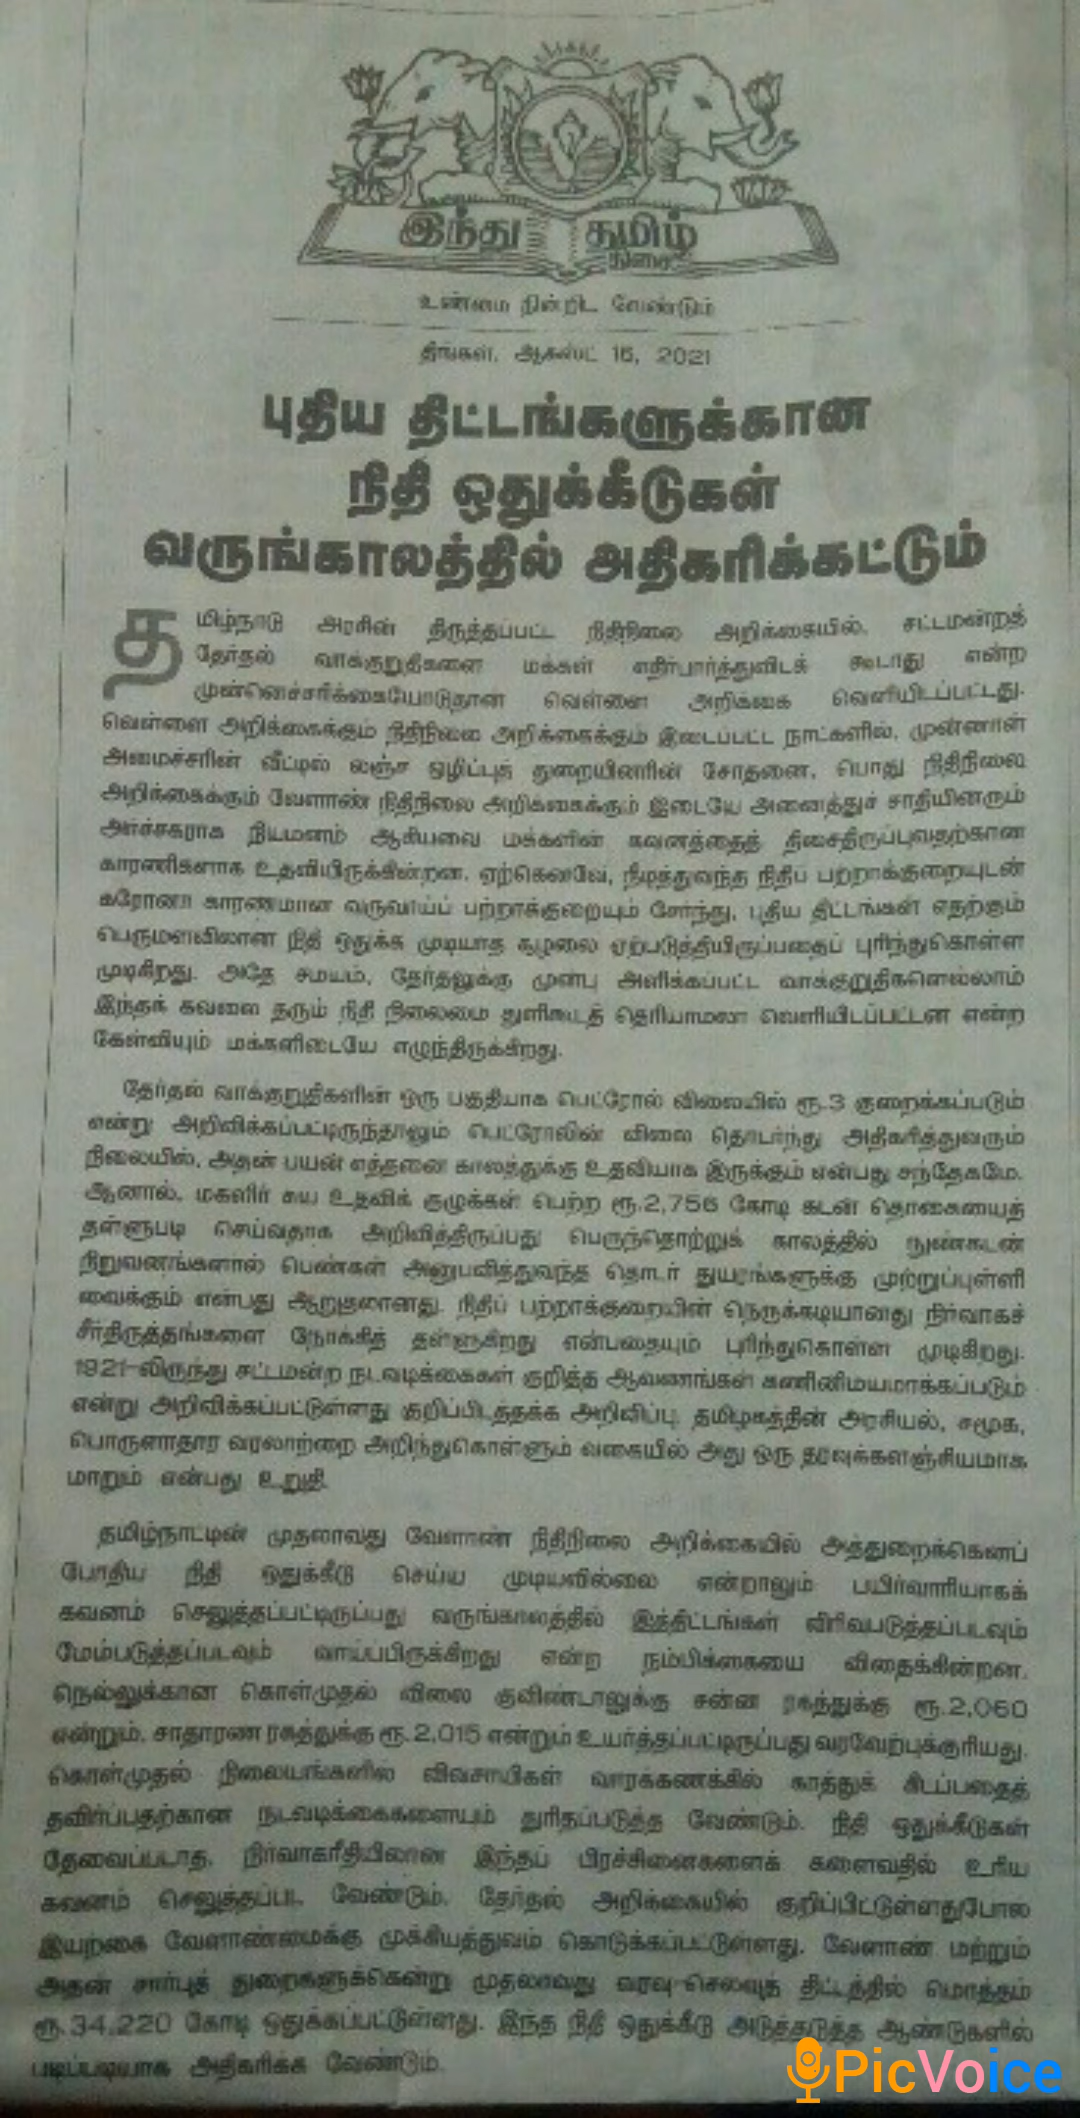 இந்து தமிழ்
திசை
உண்மை நின்றிட வேண்டும்
திங்கள், ஆகஸ்ட் 16, 2021
புதிய திட்டங்களுக்கான
நிதி ஒதுக்கீடுகள்
வருங்காலத்தில் அதிகரிக்கட்டும்
தமிழ்நாடு அரசின் திருத்தப்பட்ட நிதிநிலை அறிக்கையில், சட்டமன்றத்
தேர்தல் வாக்குறுதிகளை மக்கள் எதிர்பார்த்துவிடக் கூடாது என்ற
முன்னெச்சரிக்கையோடுதான் வெள்ளை அறிக்கை வெளியிடப்பட்டது.
வெள்ளை அறிக்கைக்கும் நிதிநிலை அறிக்கைக்கும் இடைப்பட்ட நாட்களில், முன்னாள்
அமைச்சரின் வீட்டில் லஞ்ச ஒழிப்புத் துறையினரின் சோதனை, பொது நிதிநிலை
அறிக்கைக்கும் வேளாண் நிதிநிலை அறிக்கைக்கும் இடையே அனைத்துச் சாதியினரும்
அர்ச்சகராக நியமனம் ஆகியவை மக்களின் கவனத்தைத் திசைதிருப்புவதற்கான
காரணிகளாக உதவியிருக்கின்றன. ஏற்கெனவே, நீடித்துவந்த நிதிப் பற்றாக்குறையுடன்
கரோனா காரணமான வருவாய்ப் பற்றாக்குறையும் சேர்ந்து, புதிய திட்டங்கள் எதற்கும்
பெருமளவிலான நிதி ஒதுக்க முடியாத சூழலை ஏற்படுத்தியிருப்பதைப் புரிந்துகொள்ள
முடிகிறது. அதே சமயம், தேர்தலுக்கு முன்பு அளிக்கப்பட்ட வாக்குறுதிகளெல்லாம்
இந்தக் கவலை தரும் நிதி நிலைமை துளிகூடத் தெரியாமலா வெளியிடப்பட்டன என்ற
கேள்வியும் மக்களிடையே எழுந்திருக்கிறது.
தேர்தல் வாக்குறுதிகளின் ஒரு பகுதியாக பெட்ரோல் விலையில் ரூ.3 குறைக்கப்படும்
என்று அறிவிக்கப்பட்டிருந்தாலும் பெட்ரோலின் விலை தொடர்ந்து அதிகரித்துவரும்
நிலையில், அதன் பயன் எத்தனை காலத்துக்கு உதவியாக இருக்கும் என்பது சந்தேகமே.
ஆனால், மகளிர் சுய உதவிக் குழுக்கள் பெற்ற ரூ.2,756 கோடி கடன் தொகையைத்
தள்ளுபடி செய்வதாக அறிவித்திருப்பது பெருந்தொற்றுக் காலத்தில் நுண்கடன்
நிறுவனங்களால் பெண்கள் அனுபவித்துவந்த தொடர் துயரங்களுக்கு முற்றுப்புள்ளி
வைக்கும் என்பது ஆறுதலானது. நிதிப் பற்றாக்குறையின் நெருக்கடியானது நிர்வாகச்
சீர்திருத்தங்களை நோக்கித் தள்ளுகிறது என்பதையும் புரிந்துகொள்ள முடிகிறது.
1921-லிருந்து சட்டமன்ற நடவடிக்கைகள் குறித்த ஆவணங்கள் கணினிமயமாக்கப்படும்
என்று அறிவிக்கப்பட்டுள்ளது குறிப்பிடத்தக்க அறிவிப்பு. தமிழகத்தின் அரசியல், சமூக,
பொருளாதார வரலாற்றை அறிந்துகொள்ளும் வகையில் அது ஒரு தரவுக்களஞ்சியமாக
மாறும் என்பது உறுதி.
தமிழ்நாட்டின் முதலாவது வேளாண் நிதிநிலை அறிக்கையில் அத்துறைக்கெனப்
போதிய நிதி ஒதுக்கீடு செய்ய முடியவில்லை என்றாலும் பயிர்வாரியாகக்
கவனம் செலுத்தப்பட்டிருப்பது வருங்காலத்தில் இத்திட்டங்கள் விரிவுபடுத்தப்படவும்
மேம்படுத்தப்படவும் வாய்ப்பிருக்கிறது என்ற நம்பிக்கையை விதைக்கின்றன.
நெல்லுக்கான கொள்முதல் விலை குவிண்டாலுக்கு சன்ன ரகத்துக்கு ரூ.2,060
என்றும், சாதாரண ரகத்துக்கு ரூ.2,015 என்றும் உயர்த்தப்பட்டிருப்பது வரவேற்புக்குரியது.
கொள்முதல் நிலையங்களில் விவசாயிகள் வாரக்கணக்கில் காத்துக் கிடப்பதைத்
தவிர்ப்பதற்கான நடவடிக்கைகளையும் துரிதப்படுத்த வேண்டும். நிதி ஒதுக்கீடுகள்
தேவைப்படாத, நிர்வாகரீதியிலான இந்தப் பிரச்சினைகளைக் களைவதில் உரிய
கவனம் செலுத்தப்பட வேண்டும். தேர்தல் அறிக்கையில் குறிப்பிட்டுள்ளதுபோல
இயற்கை வேளாண்மைக்கு முக்கியத்துவம் கொடுக்கப்பட்டுள்ளது. வேளாண் மற்றும்
அதன் சார்புத் துறைகளுக்கென்று முதலாவது வரவு-செலவுத் திட்டத்தில் மொத்தம்
ரூ.34,220 கோடி ஒதுக்கப்பட்டுள்ளது. இந்த நிதி ஒதுக்கீடு அடுத்தடுத்த ஆண்டுகளில்
படிப்படியாக அதிகரிக்க வேண்டும்.
PicVoice